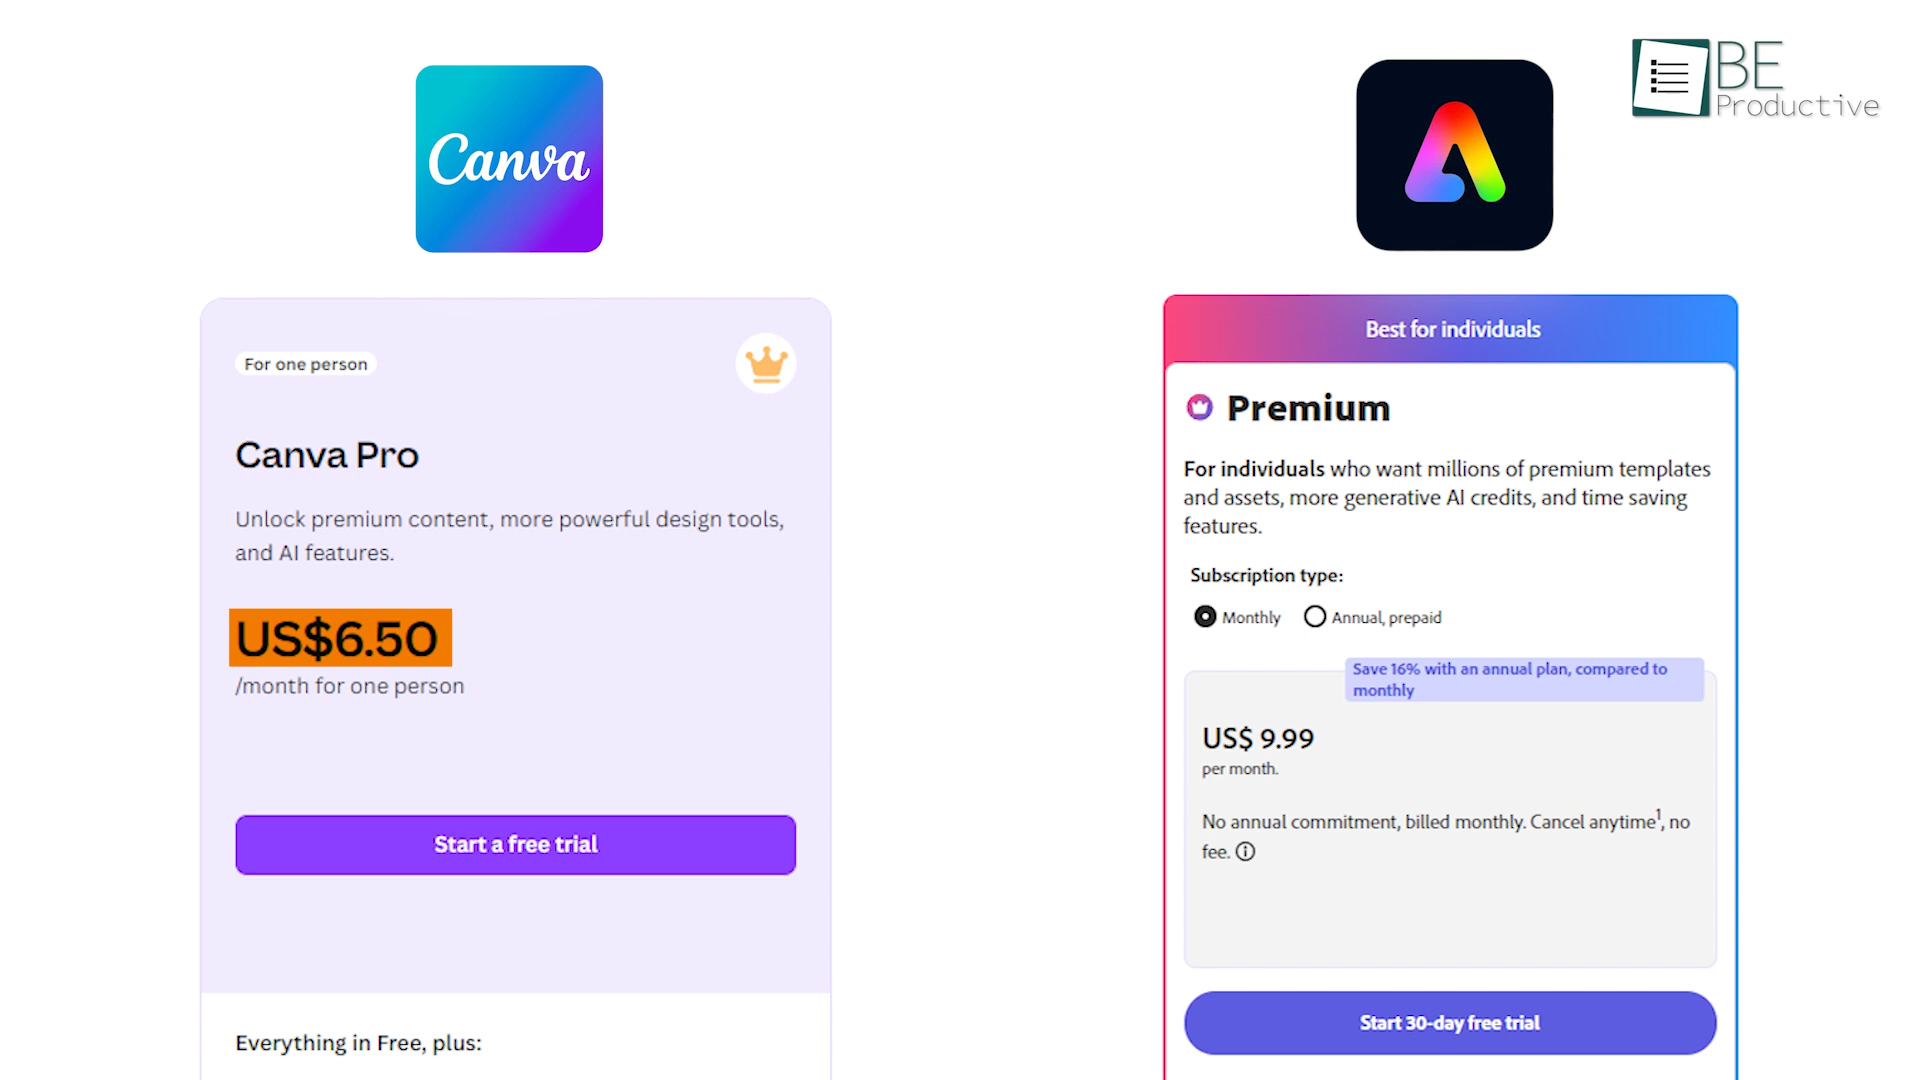 Canva
BE
Productive
For one person
Canva Pro
Unlock premium content, more powerful design tools,
and AI features.
US$6.50
/month for one person
Start a free trial
Everything in Free, plus:
Best for individuals
Premium
For individuals who want millions of premium templates
and assets, more generative AI credits, and time saving
features.
Subscription type:
Monthly
Annual, prepaid
Save 16% with an annual plan, compared to
monthly
US$ 9.99
per month.
No annual commitment, billed monthly. Cancel anytime1, no
fee.
Start 30-day free trial